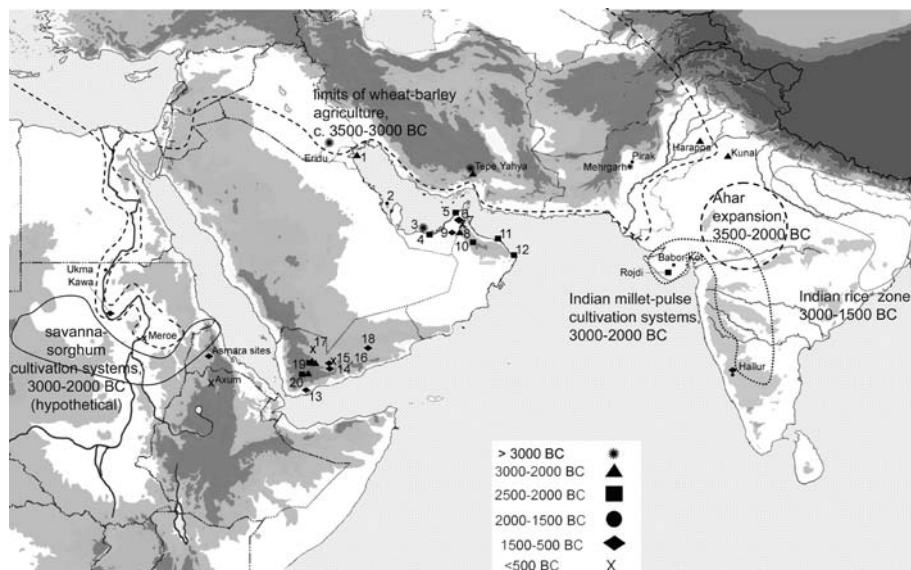 limits of wheat-barley
agriculture,
c. 3500-3000 BC
Eridu
1
2
3
4
5
6
7
8
9
10
11
12
Tepe Yahya
Mehrgarh
Pirak
Harappa
Kunal
Ahar
expansion,
3500-2000 BC
Babor Kot
Rojdi
Indian millet-pulse
cultivation systems,
3000-2000 BC
Indian rice zone
3000-1500 BC
Hallur
Ukma
Kawa
Meroe
savanna-
sorghum
cultivation systems,
3000-2000 BC
(hypothetical)
Asmara sites
Axum
17
18
19
15, 16
14
20
13
> 3000 BC
3000-2000 BC
2500-2000 BC
2000-1500 BC
1500-500 BC
<500 BC
X